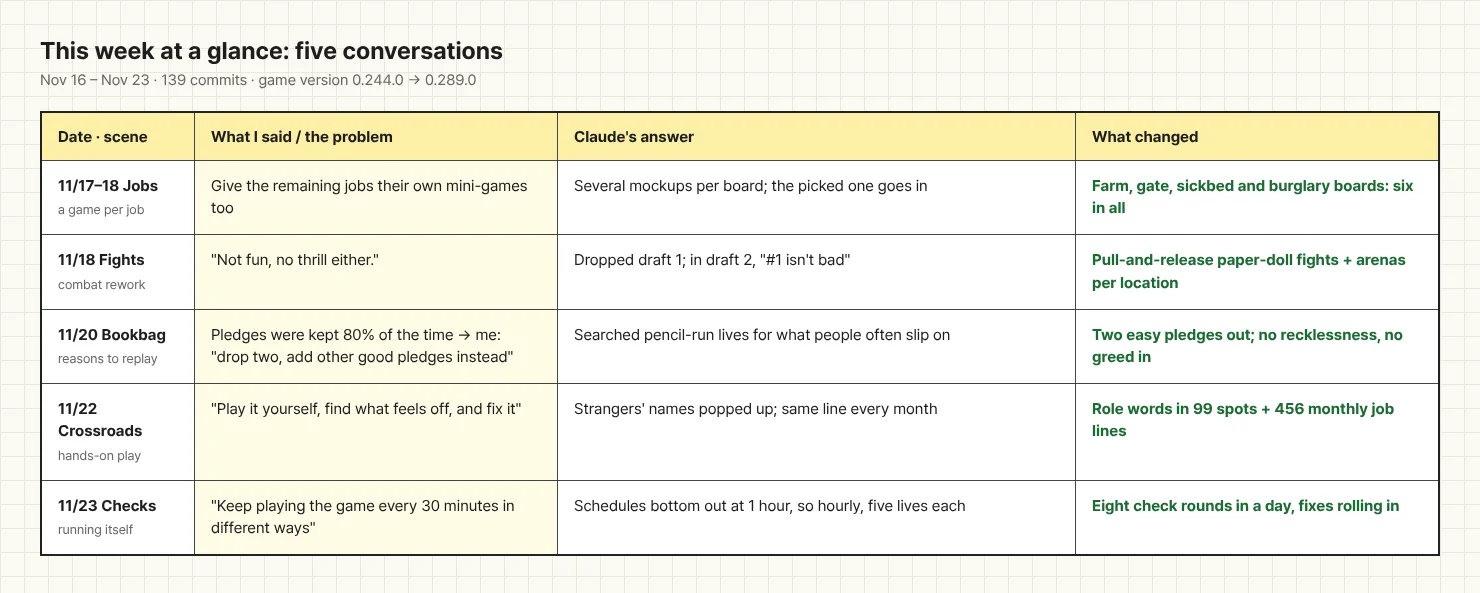 This week at a glance: five conversations
Nov 16 – Nov 23 · 139 commits · game version 0.244.0 → 0.289.0
Date · scene
What I said / the problem
Claude's answer
What changed
11/17–18 Jobs
a game per job
Give the remaining jobs their own mini-games
too
Several mockups per board; the picked one goes in
Farm, gate, sickbed and burglary boards: six
in all
11/18 Fights
combat rework
"Not fun, no thrill either."
Dropped draft 1; in draft 2, "#1 isn't bad"
Pull-and-release paper-doll fights + arenas
per location
11/20 Bookbag
reasons to replay
Pledges were kept 80% of the time → me:
"drop two, add other good pledges instead"
Searched pencil-run lives for what people often slip on
Two easy pledges out; no recklessness, no
greed in
11/22
Crossroads
hands-on play
"Play it yourself, find what feels off, and fix it"
Strangers' names popped up; same line every month
Role words in 99 spots + 456 monthly job
lines
11/23 Checks
running itself
"Keep playing the game every 30 minutes in
different ways"
Schedules bottom out at 1 hour, so hourly, five lives each
Eight check rounds in a day, fixes rolling in